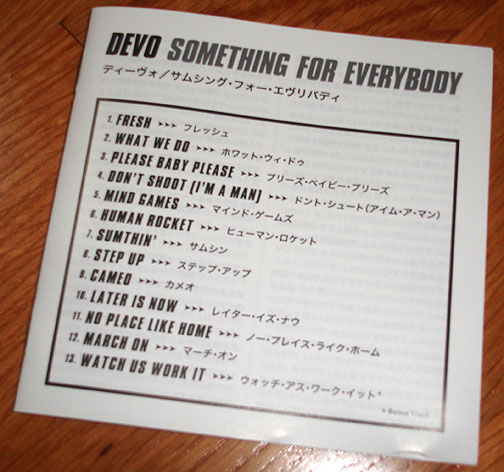 DEVO SOMETHING FOR EVERYBODY
ディーヴォ/サムシング・フォー・エヴリバディ
1. FRESH >>> フレッシュ
2. WHAT WE DO >>> ホワット・ウィ・ドゥ
3. PLEASE BABY PLEASE >>> プリーズ・ベイビー・プリーズ
4. DON'T SHOOT (I'M A MAN) >>> ドント・シュート(アイム・ア・マン)
5. MIND GAMES >>> マインド・ゲームズ
6. HUMAN ROCKET >>> ヒューマン・ロケット
7. SUMTHIN' >>> サムシン
8. STEP UP >>> ステップ・アップ
9. CAMEO >>> カメオ
10. LATER IS NOW >>> レイター・イズ・ナウ
11. NO PLACE LIKE HOME >>> ノー・プレイス・ライク・ホーム
12. MARCH ON >>> マーチ・オン
13. WATCH US WORK IT >>> ウォッチ・アス・ワーク・イット*
* Bonus Track